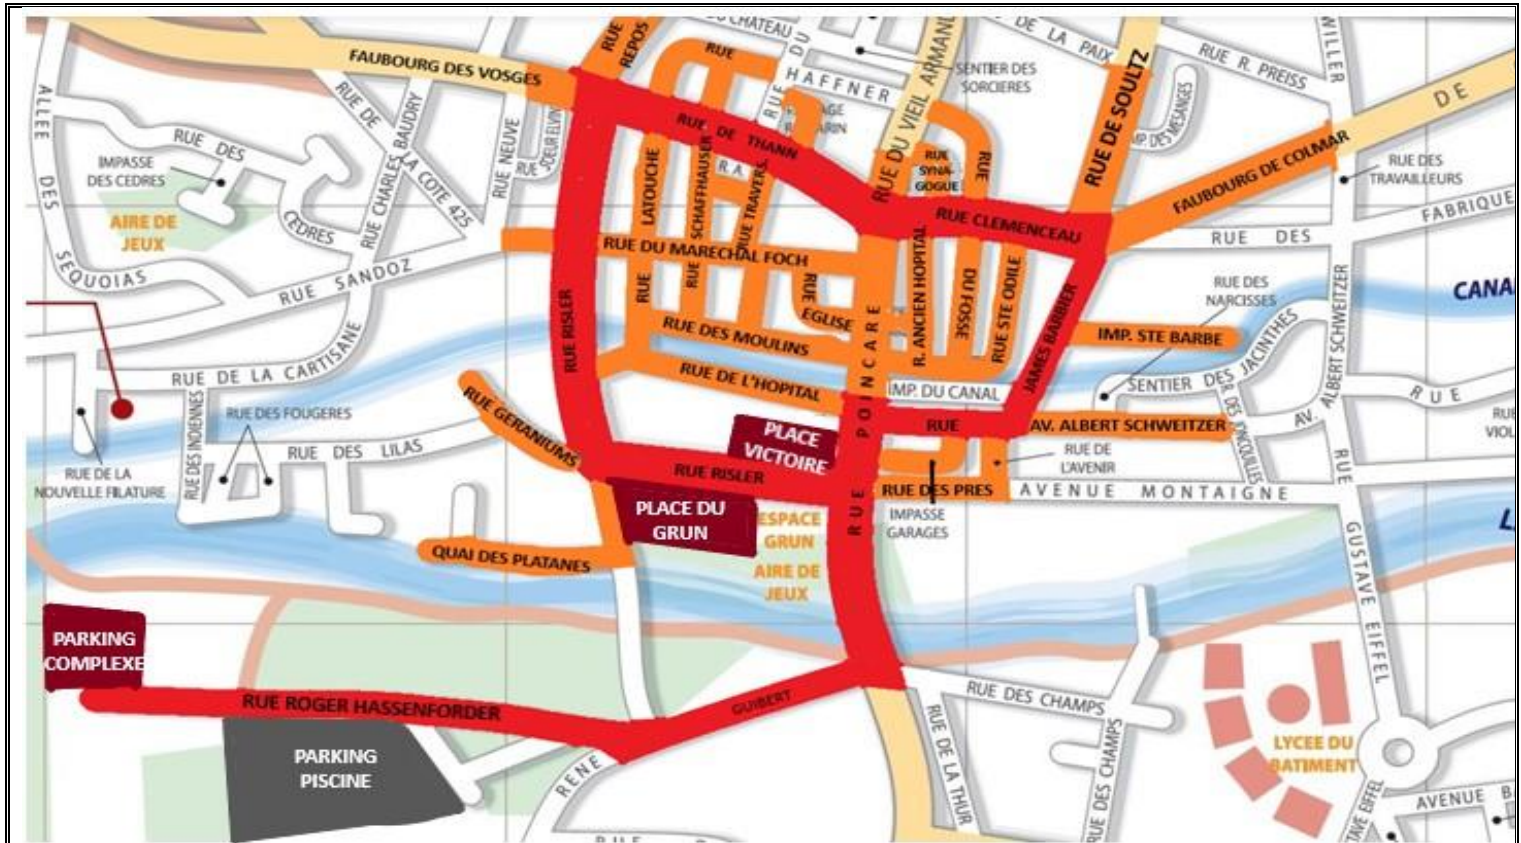 DU CHATEAU
DE LA PAIX
RUE
REPOS
RUE
RUE DU
HAFFNER
RUE DU VIEIL ARMAND
SENTIER DES
SORCIERES
RUE R. PREISS
WILLER
FAUBOURG DES VOSGES
RUE DE
LA COTE 425
RUE CHARLES BAUDRY
RUE NEUVE
RUE
SOEUR ELVINE
ALLEE
DES
SEQUOIAS
RUE DES
CEDRES
IMPASSE
DES CEDRES
AIRE DE
JEUX
RUE DE THANN
R. A.
RUE
SYNA-
GOGUE
RUE
RUE DE SOULTZ
IMP. DES MESANGES
DE
FAUBOURG DE COLMAR
RUE DES
TRAVAILLEURS
RUE DES
FABRIQUE
RUE CLEMENCEAU
LATOUCHE
RUE
SCHAFFHAUSER
RUE
RUE TRAVERS.
RUE DU MARECHAL FOCH
RUE
EGLISE
R. ANCIEN HOPITAL
DU FOSSE
RUE STE ODILE
RUE SANDOZ
RUE RISLER
RUE DES MOULINS
RUE DE L'HOPITAL
RUE POINCARE
IMP. DU CANAL
JAMES BARBIER
RUE
IMP. STE BARBE
RUE DES
NARCISSES
SENTIER DES JACINTHES
RUE ALBERT SCHWEITZER
CANA
RUE
RUE DE LA CARTISANE
RUE DES INDIENNES
RUE DES FOUGERES
RUE DES LILAS
RUE DE LA
NOUVELLE FILATURE
RUE GERANIUMS
PLACE
VICTOIRE
RUE RISLER
AV. ALBERT SCHWEITZER
AV.
RUE DE
L'AVENIR
RUE DES PRES
AVENUE MONTAIGNE
IMPASSE
GARAGES
PLACE DU
GRUN
ESPACE
GRUN
AIRE DE
JEUX
QUAI DES PLATANES
RUE
GUSTAVE EIFFEL
PARKING
COMPLEXE
RUE ROGER HASSENFORDER
GUIBERT
RENE
PARKING
PISCINE
RUE DES CHAMPS
RUE DE LA THUR
RUE DES CHAMPS
LYCEE DU
BATIMENT
AVENUE